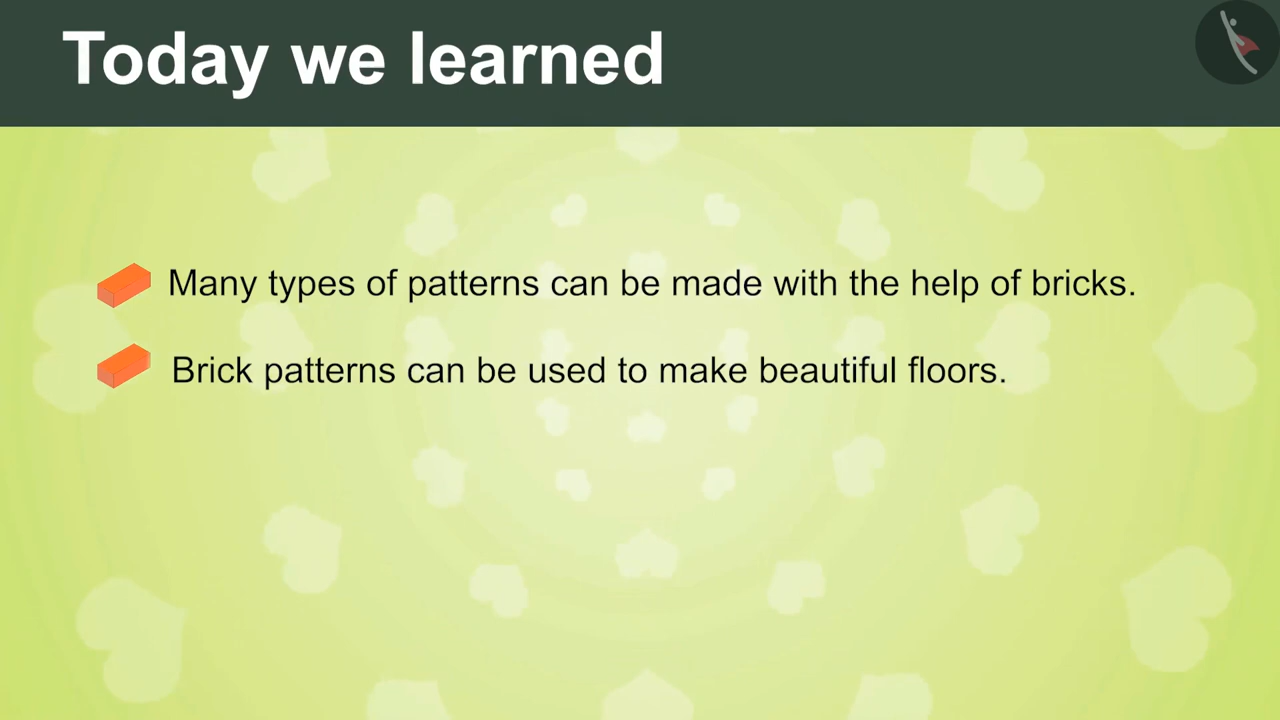 Today we learned
Many types of patterns can be made with the help of bricks.
Brick patterns can be used to make beautiful floors.